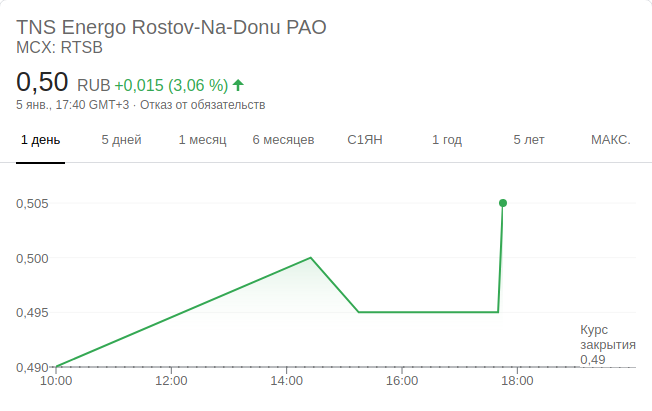 TNS Energo Rostov-Na-Donu PAO
MCX: RTSB
0,50 RUB +0,015 (3,06 %)
5 янв., 17:40 GMT+3 · Отказ от обязательств
1 день 5 дней 1 месяц 6 месяцев С1ЯН 1 год 5 лет МАКС.
0,505
0,500
0,495
Курс
закрытия
0,49
0,490
10:00 12:00 14:00 16:00 18:00